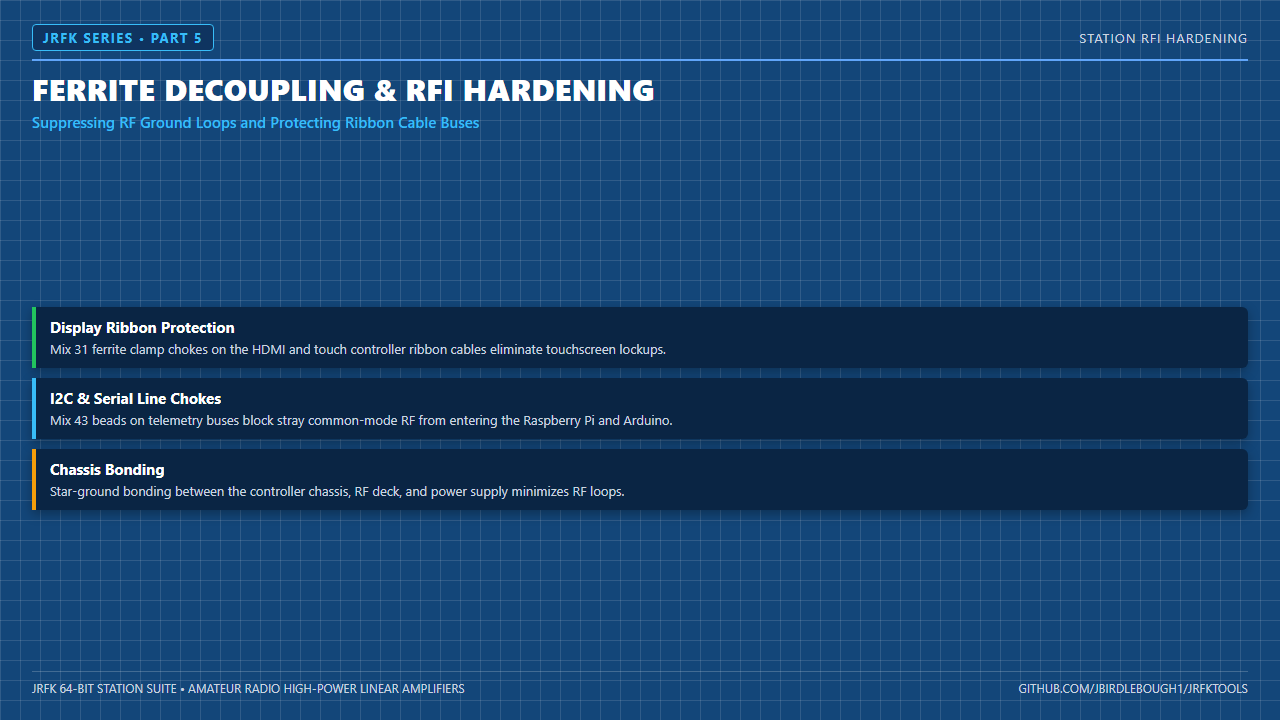 JRFK SERIES • PART 5
STATION RFI HARDENING
FERRITE DECOUPLING & RFI HARDENING
Suppressing RF Ground Loops and Protecting Ribbon Cable Buses
Display Ribbon Protection
Mix 31 ferrite clamp chokes on the HDMI and touch controller ribbon cables eliminate touchscreen lockups.
I2C & Serial Line Chokes
Mix 43 beads on telemetry buses block stray common-mode RF from entering the Raspberry Pi and Arduino.
Chassis Bonding
Star-ground bonding between the controller chassis, RF deck, and power supply minimizes RF loops.
JRFK 64-BIT STATION SUITE • AMATEUR RADIO HIGH-POWER LINEAR AMPLIFIERS
GITHUB.COM/JBIRDLEBOUGH1/JRFKTOOLS